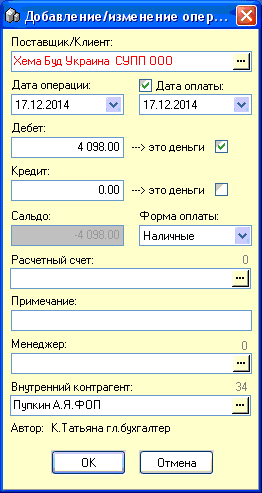 Добавление/изменение опер...
Поставщик/Клиент:
Хема Буд Украина СУПП ООО ...
Дата операции: Дата оплаты:
17.12.2014 17.12.2014
Дебет:
4 098.00 ---> это деньги
Кредит:
0.00 ---> это деньги
Сальдо: Форма оплаты:
-4 098.00 Наличные
Расчетный счет: 0
...
Примечание:
Менеджер: 0
...
Внутренний контрагент: 34
Пупкин А.Я.ФОП ...
Автор: К.Татьяна гл.бухгалтер
OK Отмена